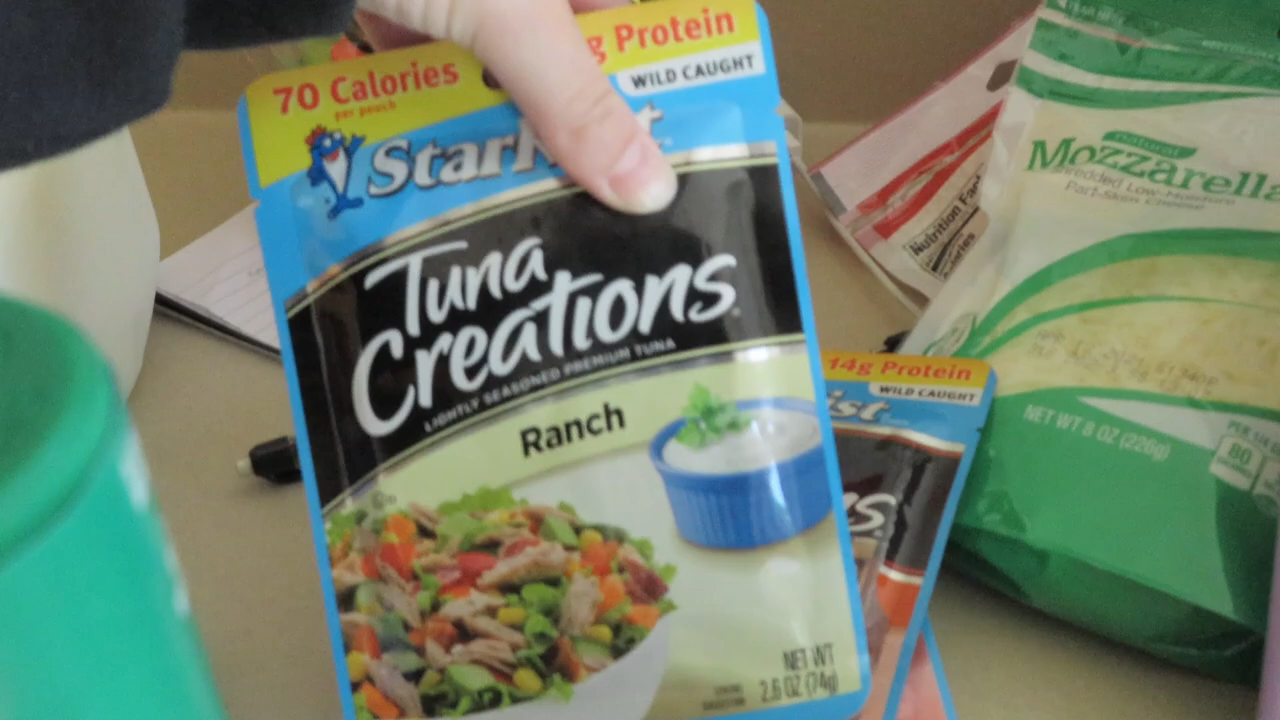 70 Calories
per pouch
g Protein
WILD CAUGHT
Tuna
Creations
LIGHTLY SEASONED PREMIUM TUNA
Ranch
NET WT
2.6 OZ (74g)
14g Protein
WILD CAUGHT
Nutrition
natural
Mozzarella
Shredded Low-Moisture
Part-Skim Cheese
NET WT 8 OZ (226g)
80